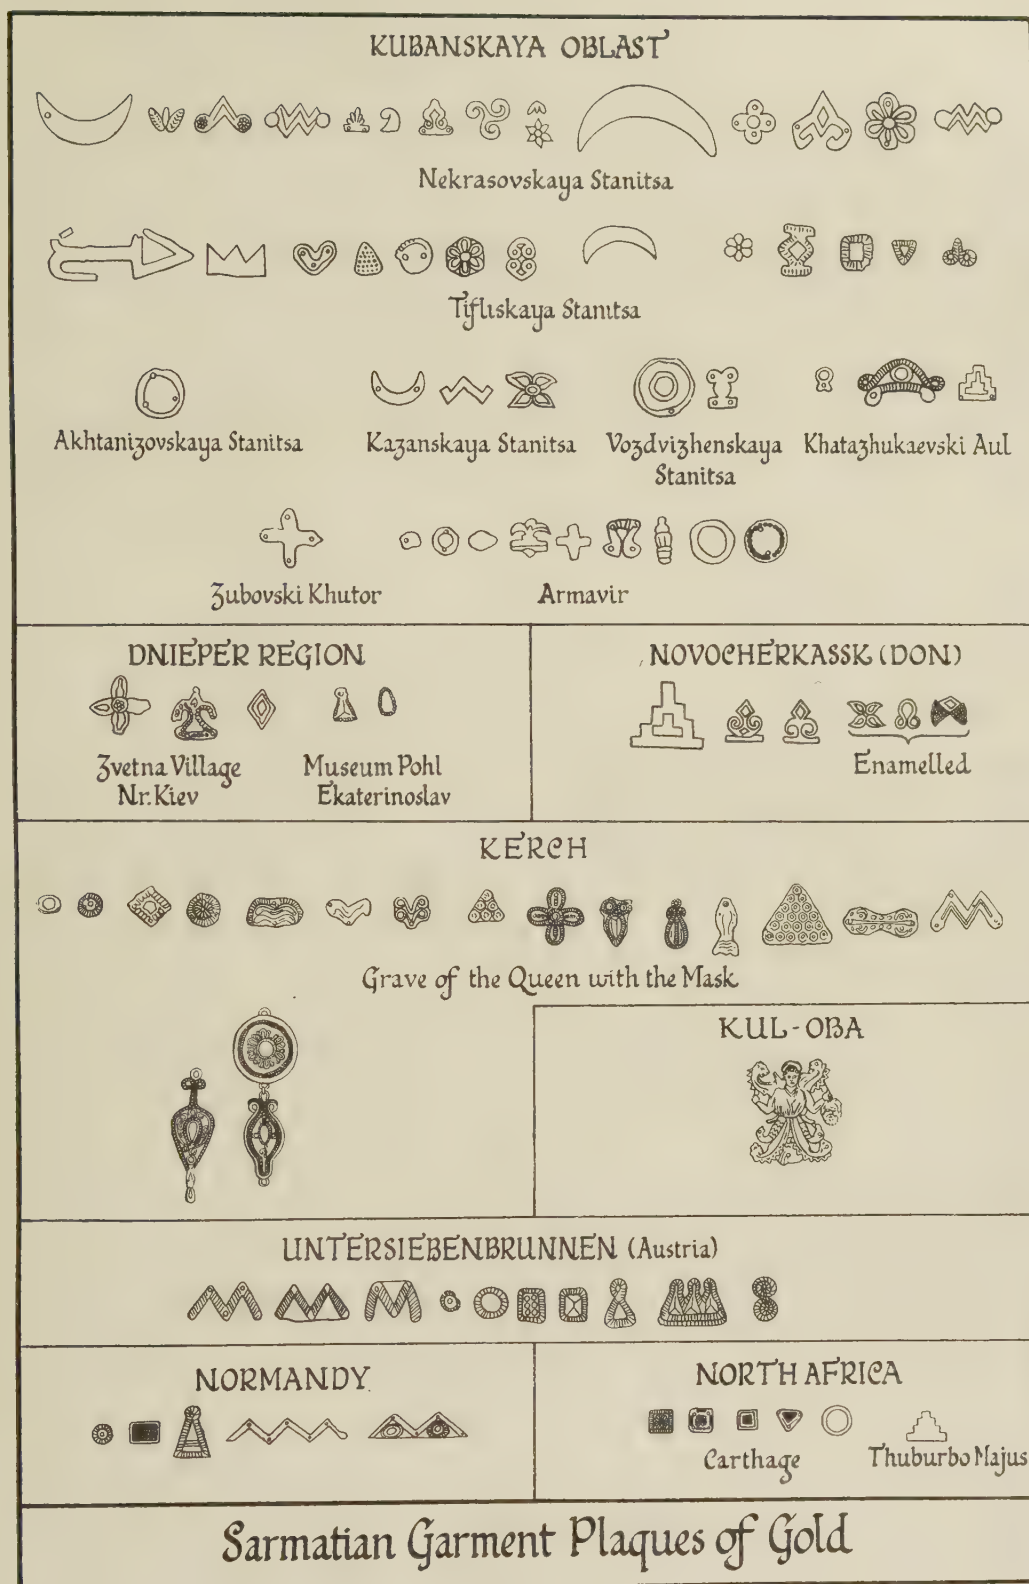 KUBANSKAYA OBLAST
Nekrasovskaya Stanitsa
Tifliskaya Stanitsa
Akhtanizovskaya Stanitsa
Kazanskaya Stanitsa
Vozdvizhenskaya
Stanitsa
Khatazhukaevski Aul
Zubovski Khutor
Armavir
DNIEPER REGION
Zvetna Village
Nr. Kiev
Museum Pohl
Ekaterinoslav
NOVOCHERKASSK (DON)
Enamelled
KERCH
Grave of the Queen with the Mask
KUL-OBA
UNTERSIEBENBRUNNEN (Austria)
NORMANDY
NORTH AFRICA
Carthage
Thuburbo Majus
Sarmatian Garment Plaques of Gold